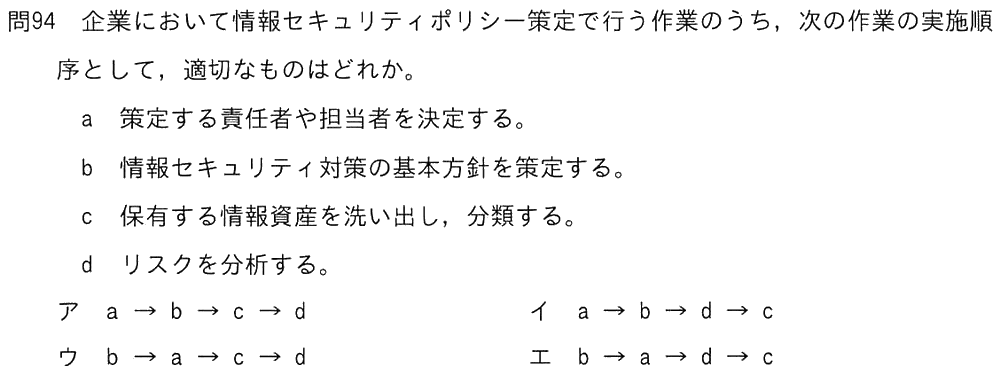 問94　企業において情報セキュリティポリシー策定で行う作業のうち，次の作業の実施順
序として，適切なものはどれか。
a　策定する責任者や担当者を決定する。
b　情報セキュリティ対策の基本方針を策定する。
c　保有する情報資産を洗い出し，分類する。
d　リスクを分析する。
ア　a → b → c → d　　イ　a → b → d → c
ウ　b → a → c → d　　エ　b → a → d → c